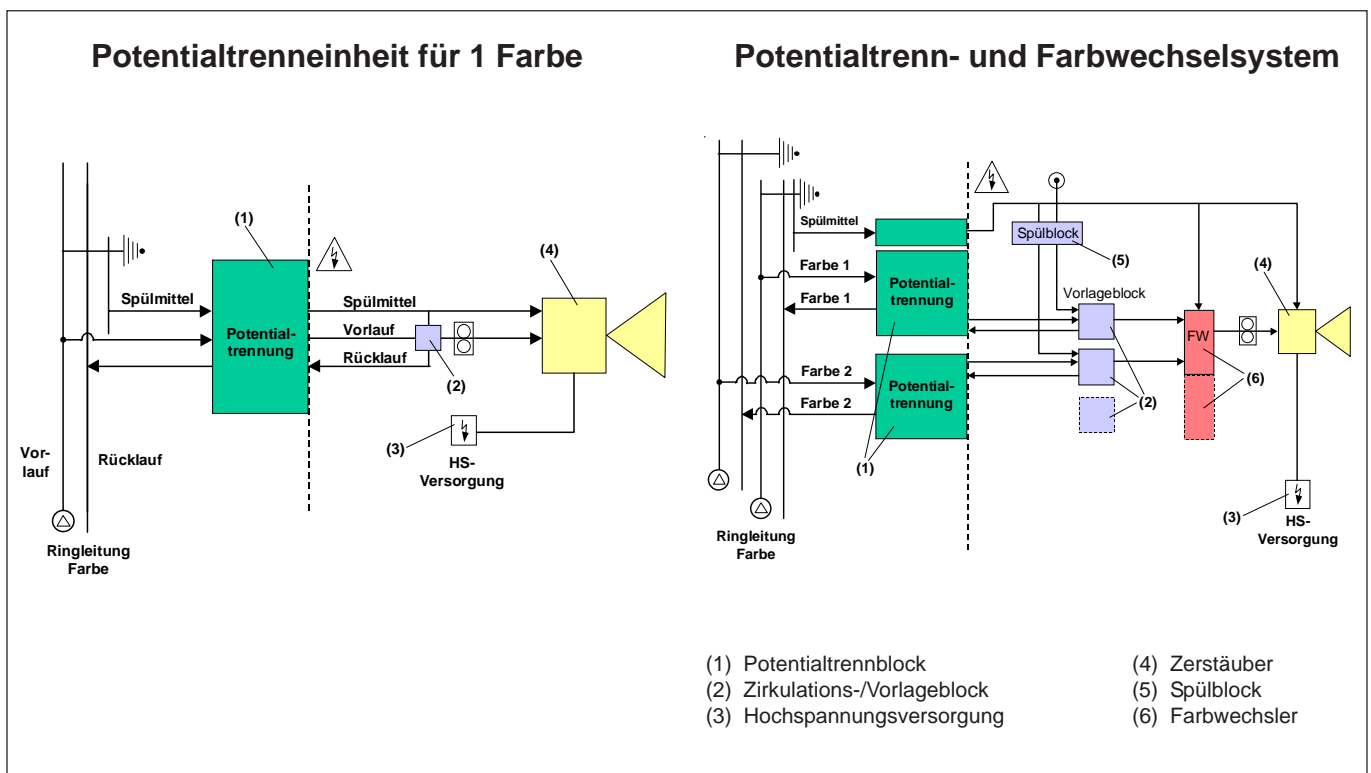 Potentialtrenneinheit für 1 Farbe
(1)
(4)
Spülmittel
Spülmittel
Vorlauf
Potential-
trennung
Rücklauf
(2)
(3)
HS-
Versorgung
Vor-
lauf
Rücklauf
Ringleitung
Farbe
Potentialtrenn- und Farbwechselsystem
Spülmittel
Spülblock
(5)
(4)
Farbe 1
Potential-
trennung
Farbe 1
Vorlageblock
FW
Farbe 2
Potential-
trennung
Farbe 2
(6)
(2)
(1)
(3)
HS-
Versorgung
Ringleitung
Farbe
(1) Potentialtrennblock
(2) Zirkulations-/Vorlageblock
(3) Hochspannungsversorgung
(4) Zerstäuber
(5) Spülblock
(6) Farbwechsler